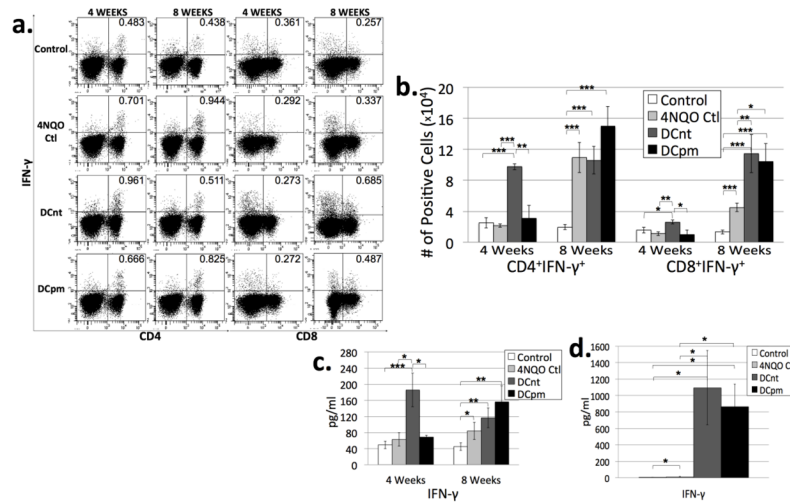 a.
4 WEEKS 8 WEEKS 4 WEEKS 8 WEEKS
Control 0.483 0.438 0.361 0.257
4NQO Ctl 0.701 0.944 0.292 0.337
DCnt 0.961 0.511 0.273 0.685
DCpm 0.666 0.825 0.272 0.487
IFN-γ
CD4 CD8
b.
# of Positive Cells (×10⁴)
20
16
12
8
4
0
*** *** ** *** *** *** * ** * *** *** *** ** *
Control
4NQO Ctl
DCnt
DCpm
4 Weeks 8 Weeks 4 Weeks 8 Weeks
CD4⁺IFN-γ⁺ CD8⁺IFN-γ⁺
c.
pg/ml
280
240
200
160
120
80
40
0
*** * * * ** **
Control
4NQO Ctl
DCnt
DCpm
4 Weeks 8 Weeks
IFN-γ
d.
pg/ml
1600
1400
1200
1000
800
600
400
200
0
* * * * *
Control
4NQO Ctl
DCnt
DCpm
IFN-γ